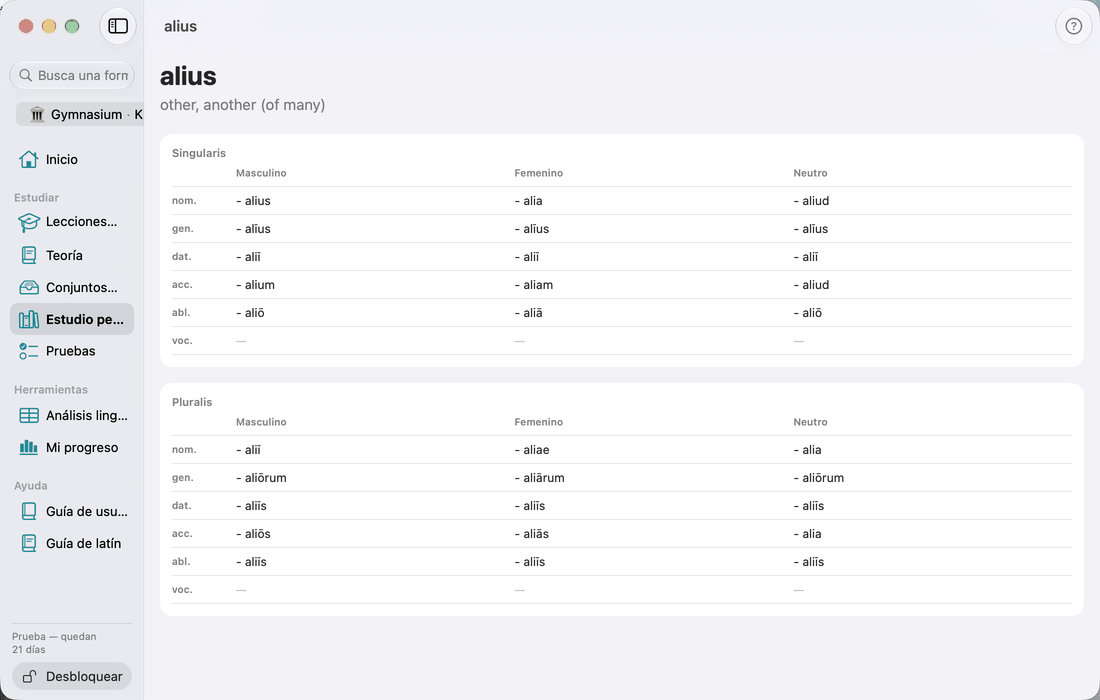 alius
Busca una forn
Gymnasium · K
Inicio
Estudiar
Lecciones...
Teoría
Conjuntos...
Estudio pe...
Pruebas
Herramientas
Análisis ling...
Mi progreso
Ayuda
Guía de usu...
Guía de latín
Prueba — quedan
21 días
Desbloquear
alius
other, another (of many)
Singularis
Masculino Femenino Neutro
nom. - alius - alia - aliud
gen. - alīus - alīus - alīus
dat. - aliī - aliī - aliī
acc. - alium - aliam - aliud
abl. - aliō - aliā - aliō
voc. — — —
Pluralis
Masculino Femenino Neutro
nom. - aliī - aliae - alia
gen. - aliōrum - aliārum - aliōrum
dat. - aliīs - aliīs - aliīs
acc. - aliōs - aliās - alia
abl. - aliīs - aliīs - aliīs
voc. — — —